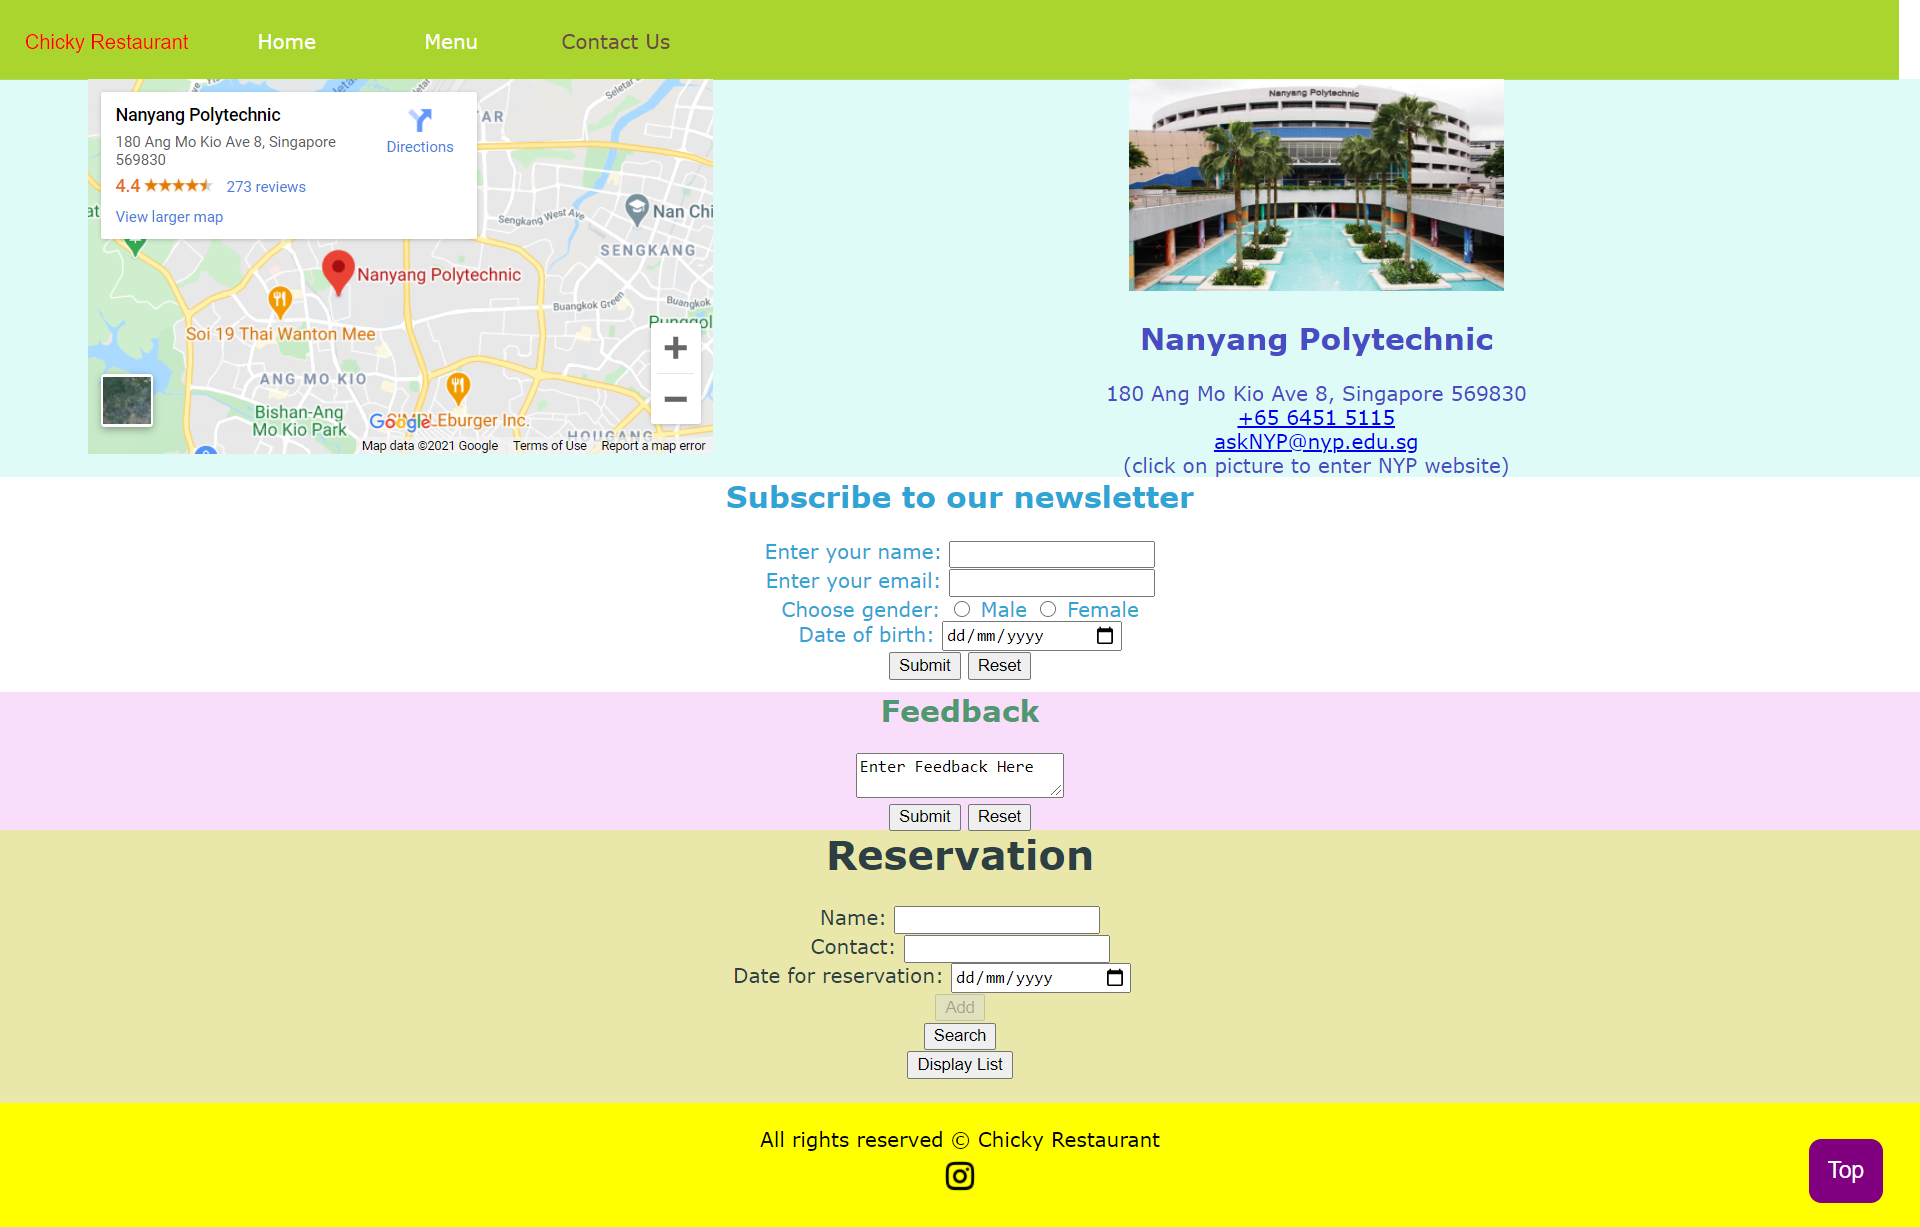 Chicky Restaurant Home Menu Contact Us
Nanyang Polytechnic
180 Ang Mo Kio Ave 8, Singapore
569830
4.4 273 reviews
View larger map
Directions
Seletar
Sengkang West Ave
Nan Chi
SENGKANG
Nanyang Polytechnic
Buangkok Green
Buangkok
Punggol
Soi 19 Thai Wanton Mee
ANG MO KIO
Bishan-Ang
Mo Kio Park
Google
Eburger Inc.
HOUGANG
Map data ©2021 Google Terms of Use Report a map error
Nanyang Polytechnic
Nanyang Polytechnic
180 Ang Mo Kio Ave 8, Singapore 569830
+65 6451 5115
askNYP@nyp.edu.sg
(click on picture to enter NYP website)
Subscribe to our newsletter
Enter your name:
Enter your email:
Choose gender: Male Female
Date of birth: dd/mm/yyyy
Submit Reset
Feedback
Enter Feedback Here
Submit Reset
Reservation
Name:
Contact:
Date for reservation: dd/mm/yyyy
Add
Search
Display List
All rights reserved © Chicky Restaurant
Top